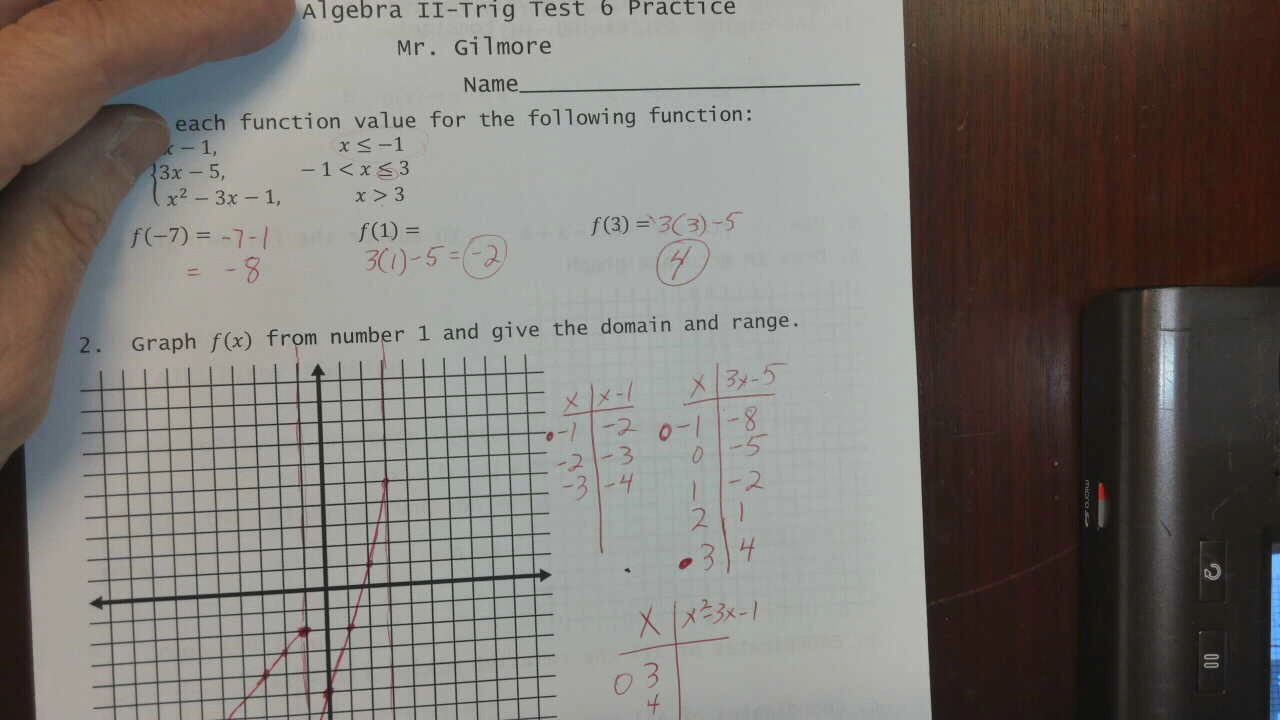 Algebra II-Trig Test 6 Practice
Mr. Gilmore
Name
each function value for the following function:
x − 1, x ≤ −1
3x − 5, − 1 < x ≤ 3
x² − 3x − 1, x > 3
f(−7) = -7-1 f(1) = f(3) = 3(3)-5
= -8 3(1)-5 = -2 4
2. Graph f(x) from number 1 and give the domain and range.
x x-1 x 3x-5
-1 -2 -1 -8
-2 -3 0 -5
-3 -4 1 -2
2 1
3 4
x x²-3x-1
3
4
micro